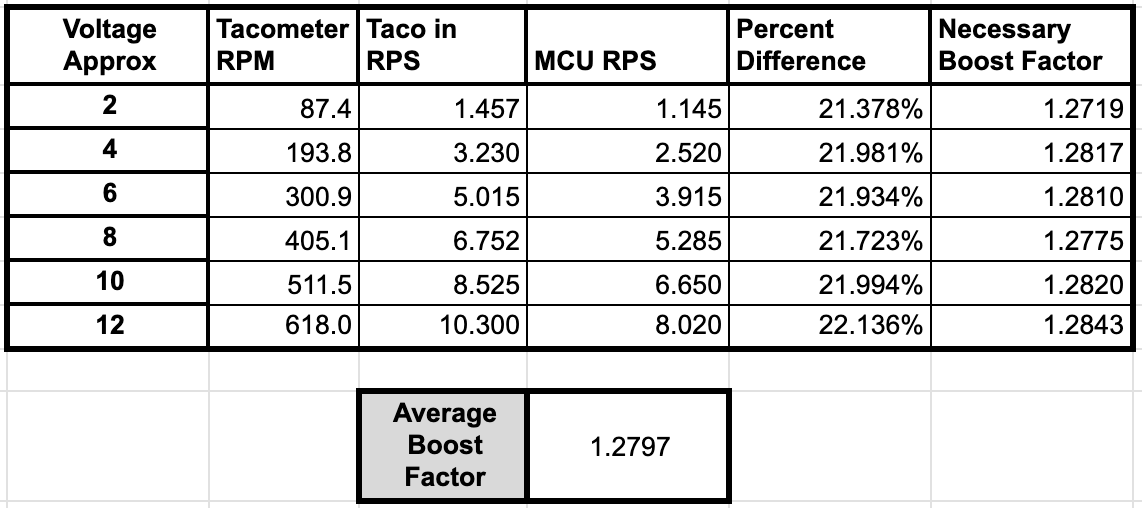 Voltage Approx Tacometer RPM Taco in RPS MCU RPS Percent Difference Necessary Boost Factor
2 87.4 1.457 1.145 21.378% 1.2719
4 193.8 3.230 2.520 21.981% 1.2817
6 300.9 5.015 3.915 21.934% 1.2810
8 405.1 6.752 5.285 21.723% 1.2775
10 511.5 8.525 6.650 21.994% 1.2820
12 618.0 10.300 8.020 22.136% 1.2843
Average
Boost
Factor
1.2797